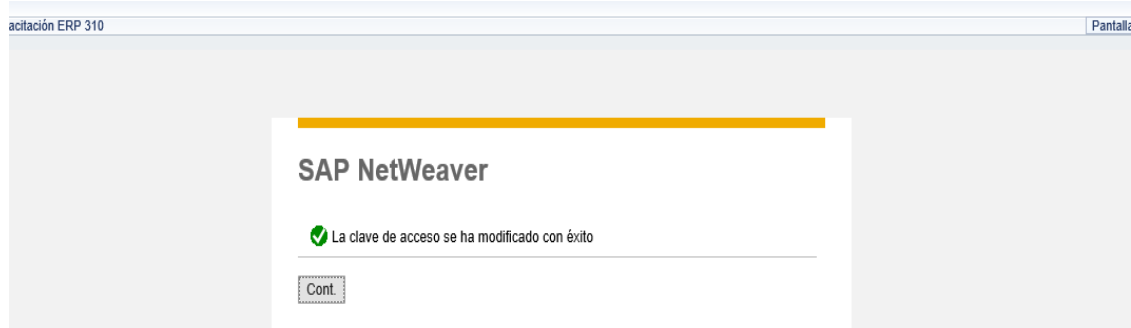 acitación ERP 310
Pantalla
SAP NetWeaver
La clave de acceso se ha modificado con éxito
Cont.